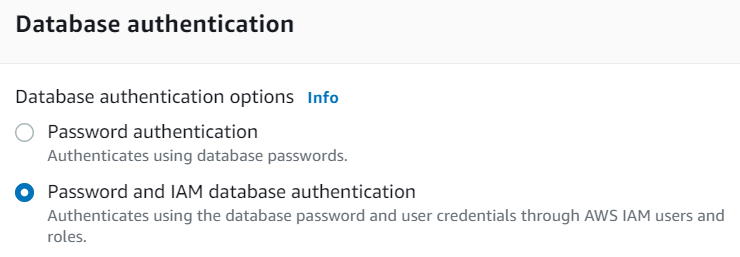 Database authentication
Database authentication options Info
Password authentication
Authenticates using database passwords.
Password and IAM database authentication
Authenticates using the database password and user credentials through AWS IAM users and
roles.